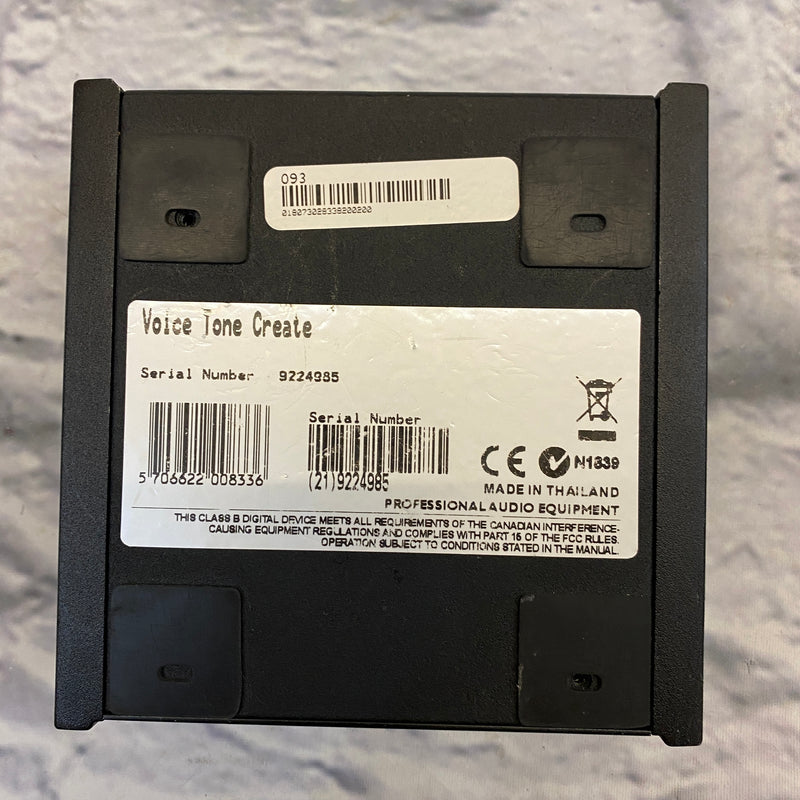 093
018073028338200200
Voice Tone Create
Serial Number 9224985
Serial Number
5 706622 008336
(21)9224985
CE N1339
MADE IN THAILAND
PROFESSIONAL AUDIO EQUIPMENT
THIS CLASS B DIGITAL DEVICE MEETS ALL REQUIREMENTS OF THE CANADIAN INTERFERENCE-
CAUSING EQUIPMENT REGULATIONS AND COMPLIES WITH PART 15 OF THE FCC RULES.
OPERATION SUBJECT TO CONDITIONS STATED IN THE MANUAL.